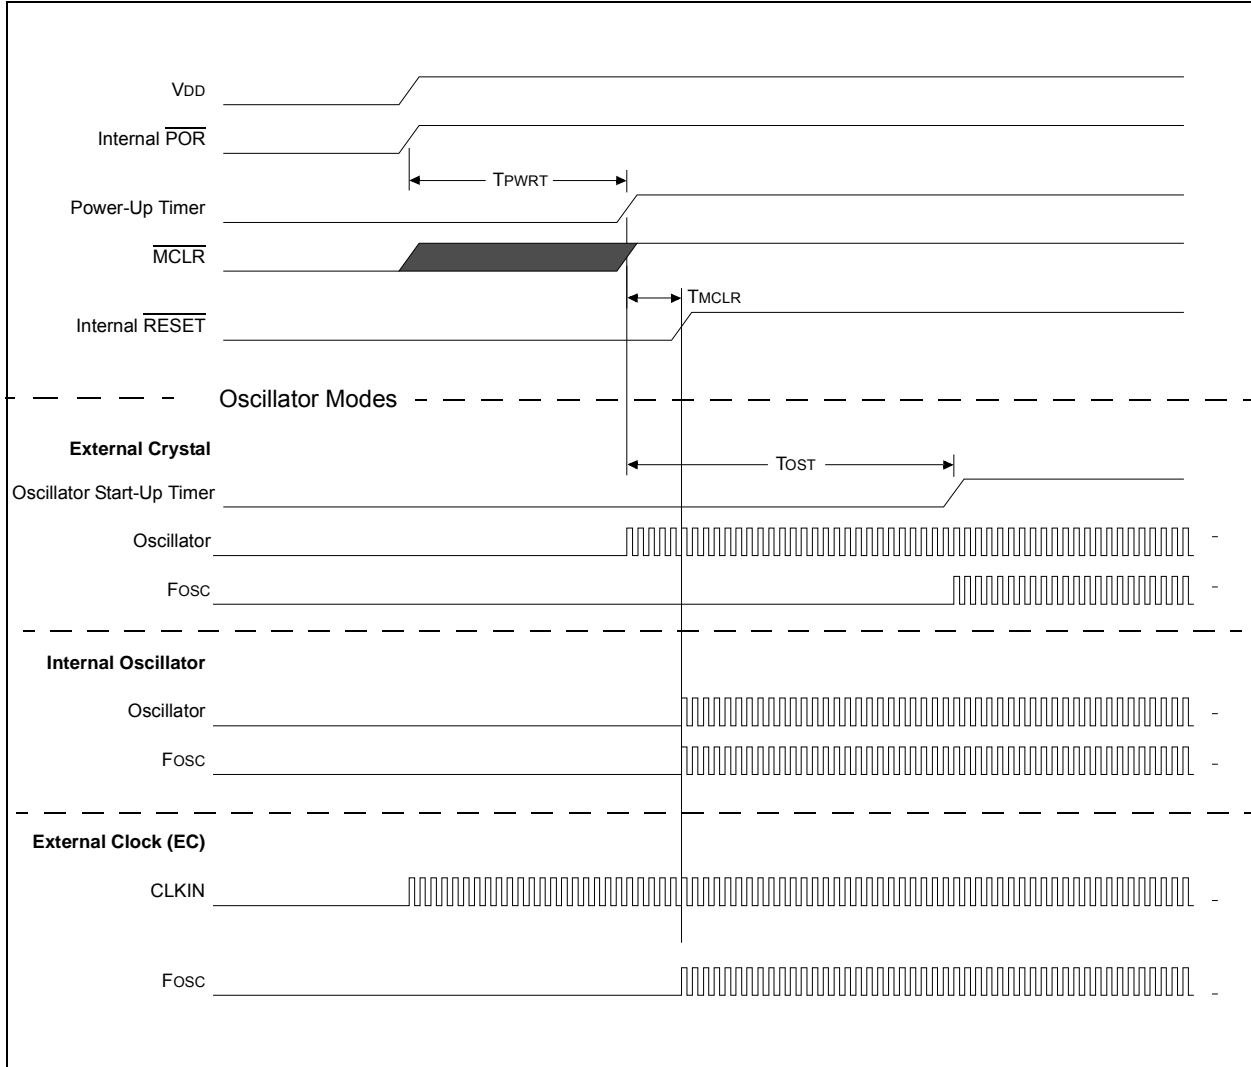 VDD
Internal POR
TPWRT
Power-Up Timer
MCLR
TMCLR
Internal RESET
Oscillator Modes
External Crystal
TOST
Oscillator Start-Up Timer
Oscillator
FOSC
Internal Oscillator
Oscillator
FOSC
External Clock (EC)
CLKIN
FOSC